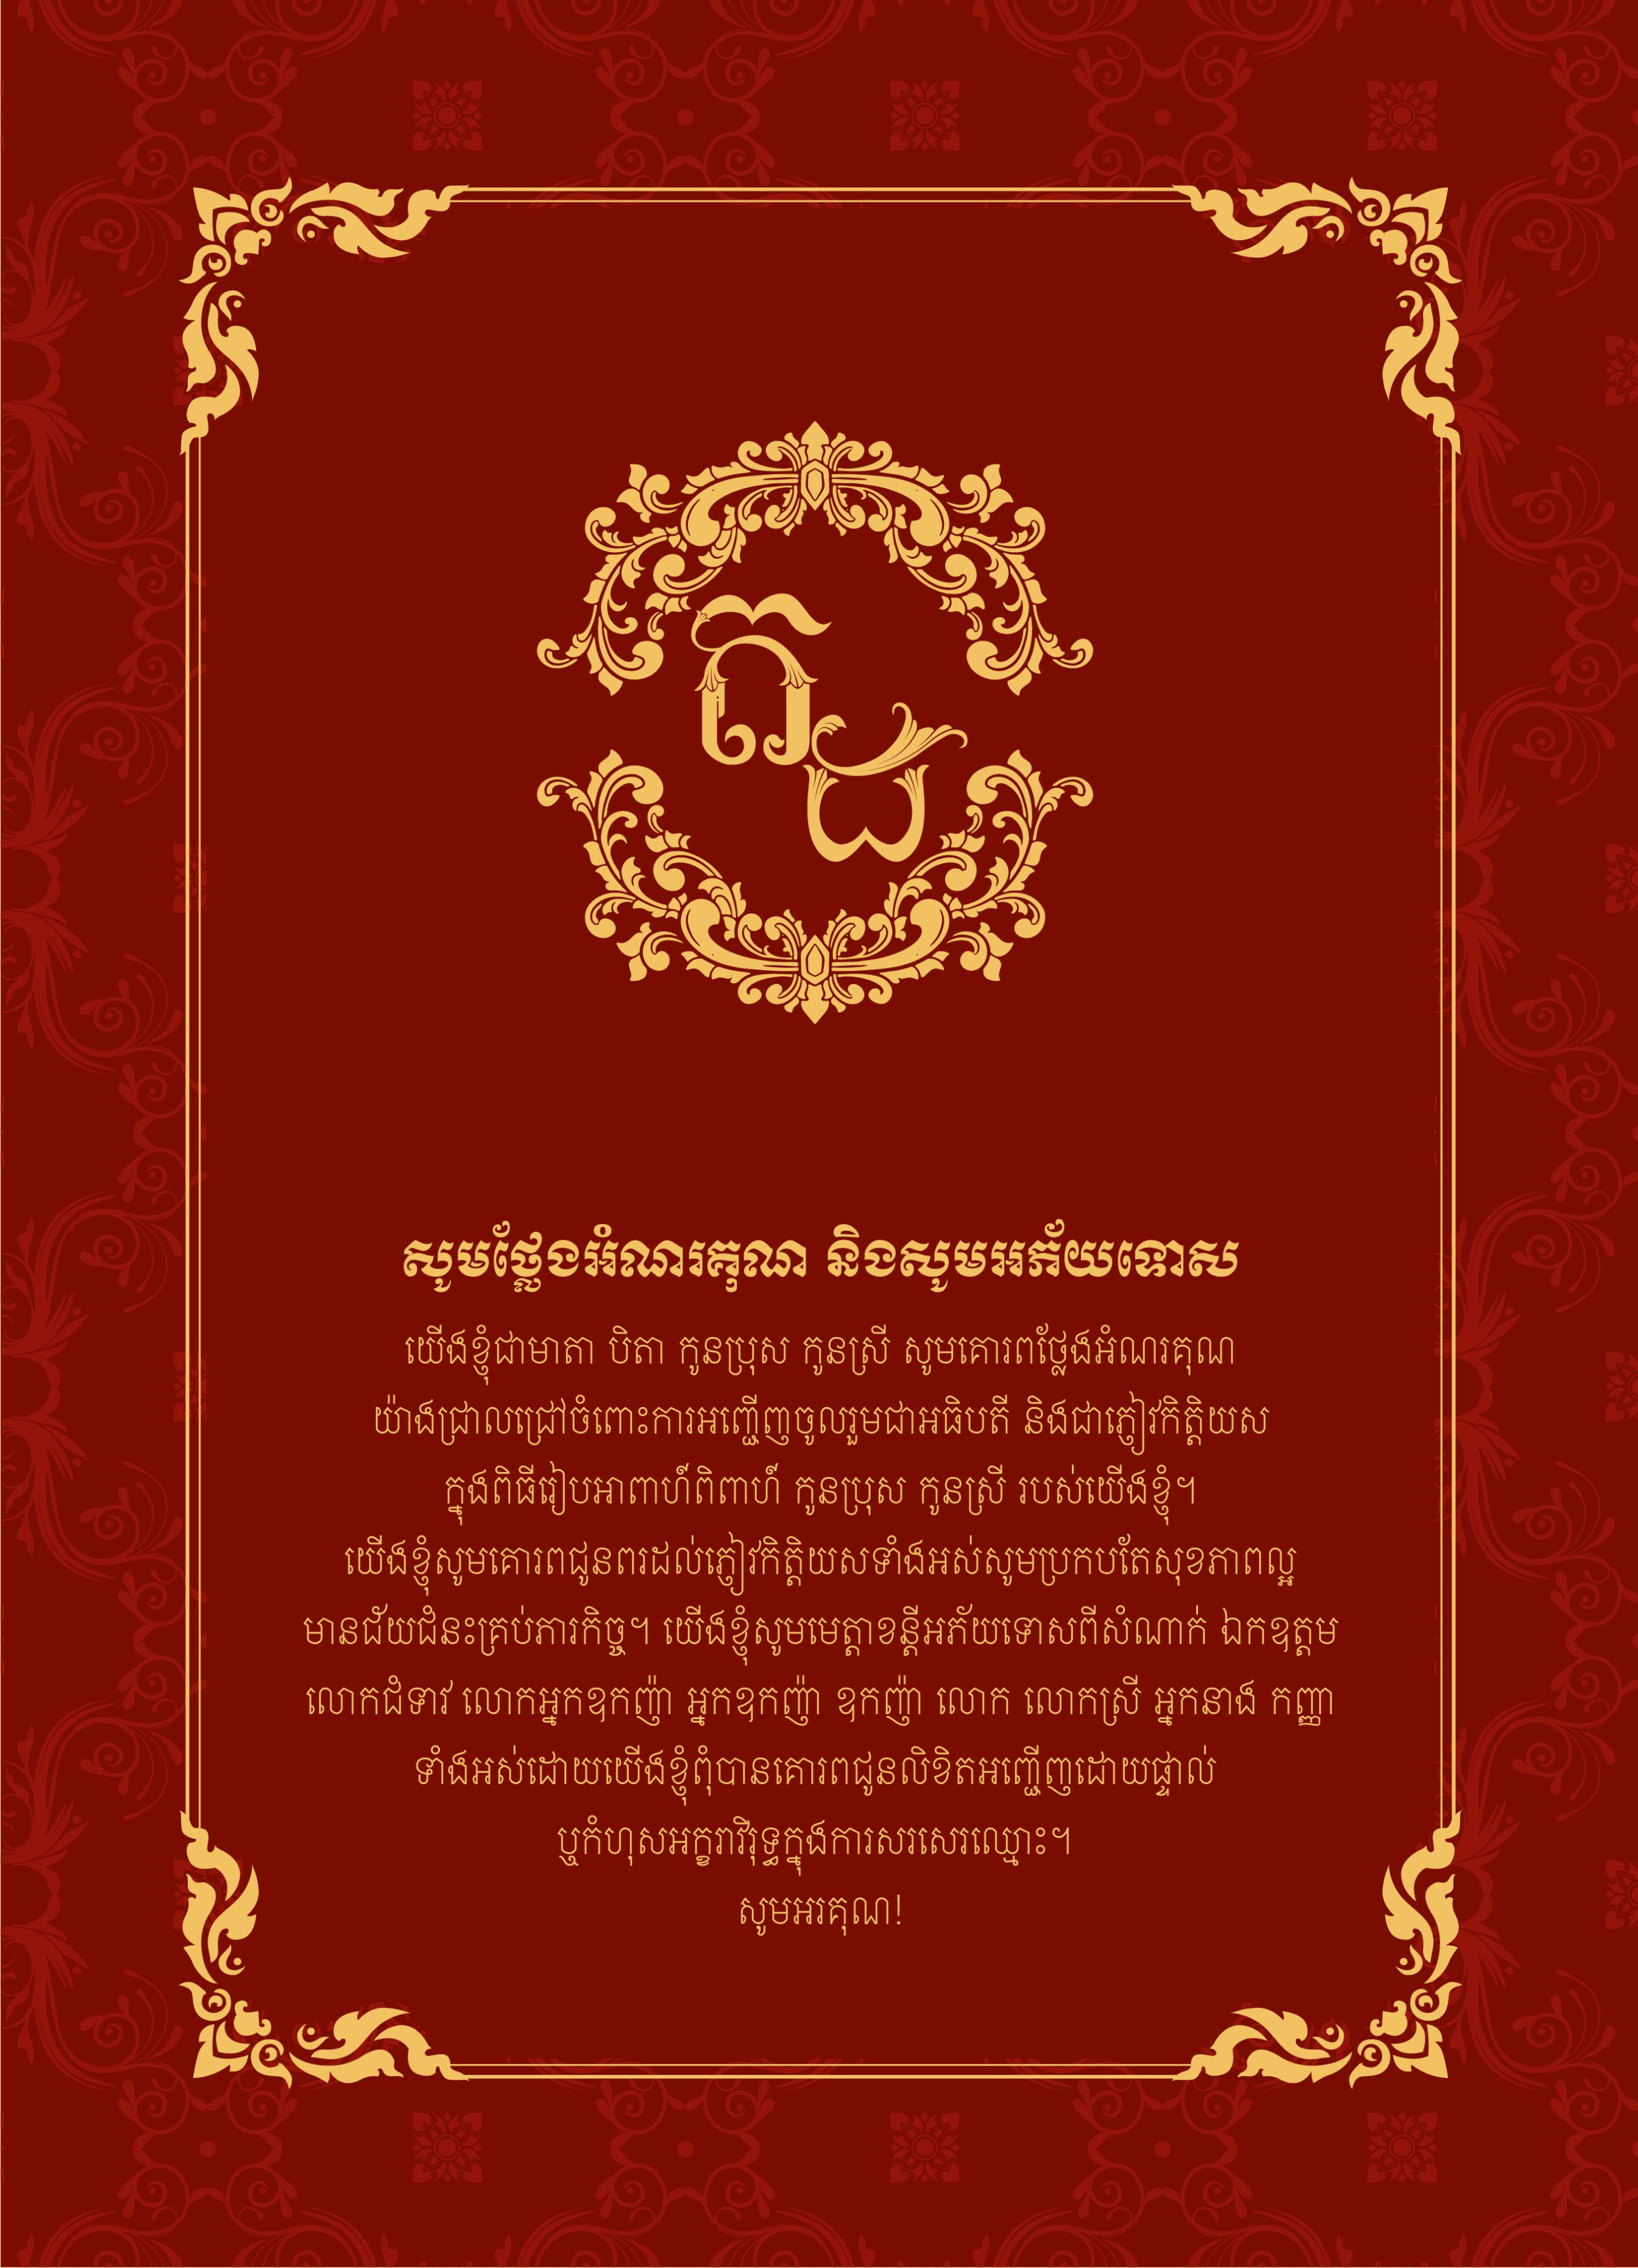 សូមថ្លែងអំណរគុណ និងសូមអភ័យទោស
យើងខ្ញុំជាមាតា បិតា កូនប្រុស កូនស្រី សូមគោរពថ្លែងអំណរគុណ
យ៉ាងជ្រាលជ្រៅចំពោះការអញ្ជើញចូលរួមជាអធិបតី និងជាភ្ញៀវកិត្តិយស
ក្នុងពិធីរៀបអាពាហ៍ពិពាហ៍ កូនប្រុស កូនស្រី របស់យើងខ្ញុំ។
យើងខ្ញុំសូមគោរពជូនពរដល់ភ្ញៀវកិត្តិយសទាំងអស់សូមប្រកបតែសុខភាពល្អ
មានជ័យជំនះគ្រប់ភារកិច្ច។ យើងខ្ញុំសូមមេត្តាខន្តីអភ័យទោសពីសំណាក់ ឯកឧត្តម
លោកជំទាវ លោកអ្នកឧកញ៉ា អ្នកឧកញ៉ា ឧកញ៉ា លោក លោកស្រី អ្នកនាង កញ្ញា
ទាំងអស់ដោយយើងខ្ញុំពុំបានគោរពជូនលិខិតអញ្ជើញដោយផ្ទាល់
ឬកំហុសអក្ខរាវិរុទ្ធក្នុងការសរសេរឈ្មោះ។
សូមអរគុណ!